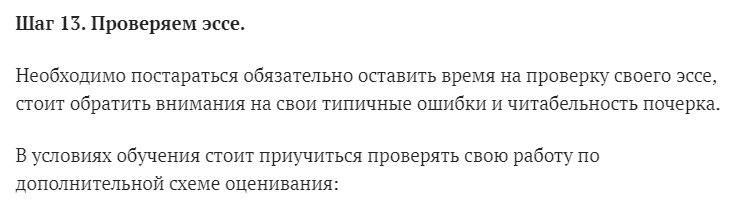 Шаг 13. Проверяем эссе.
Необходимо постараться обязательно оставить время на проверку своего эссе,
стоит обратить внимания на свои типичные ошибки и читабельность почерка.
В условиях обучения стоит приучиться проверять свою работу по
дополнительной схеме оценивания: